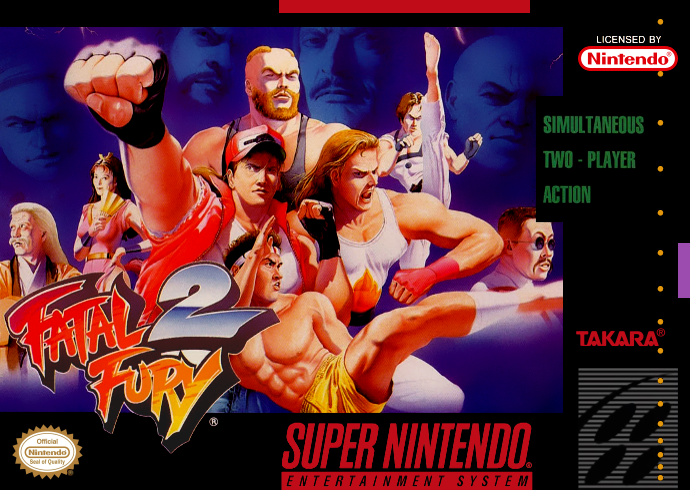 LICENSED BY
Nintendo®
SIMULTANEOUS
TWO - PLAYER
ACTION
FATAL
FURY 2
®
TAKARA®
Official
Nintendo
Seal of Quality
SUPER NINTENDO®
ENTERTAINMENT SYSTEM